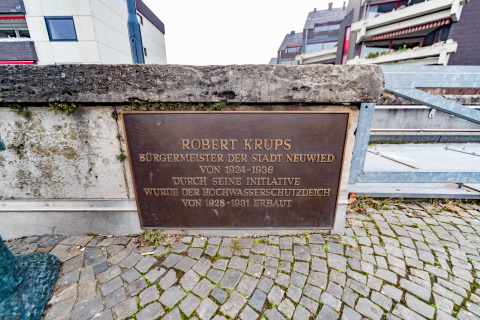 ROBERT KRUPS
BÜRGERMEISTER DER STADT NEUWIED
VON 1924-1936
DURCH SEINE INITIATIVE
WURDE DER HOCHWASSERSCHUTZDEICH
VON 1928-1931 ERBAUT